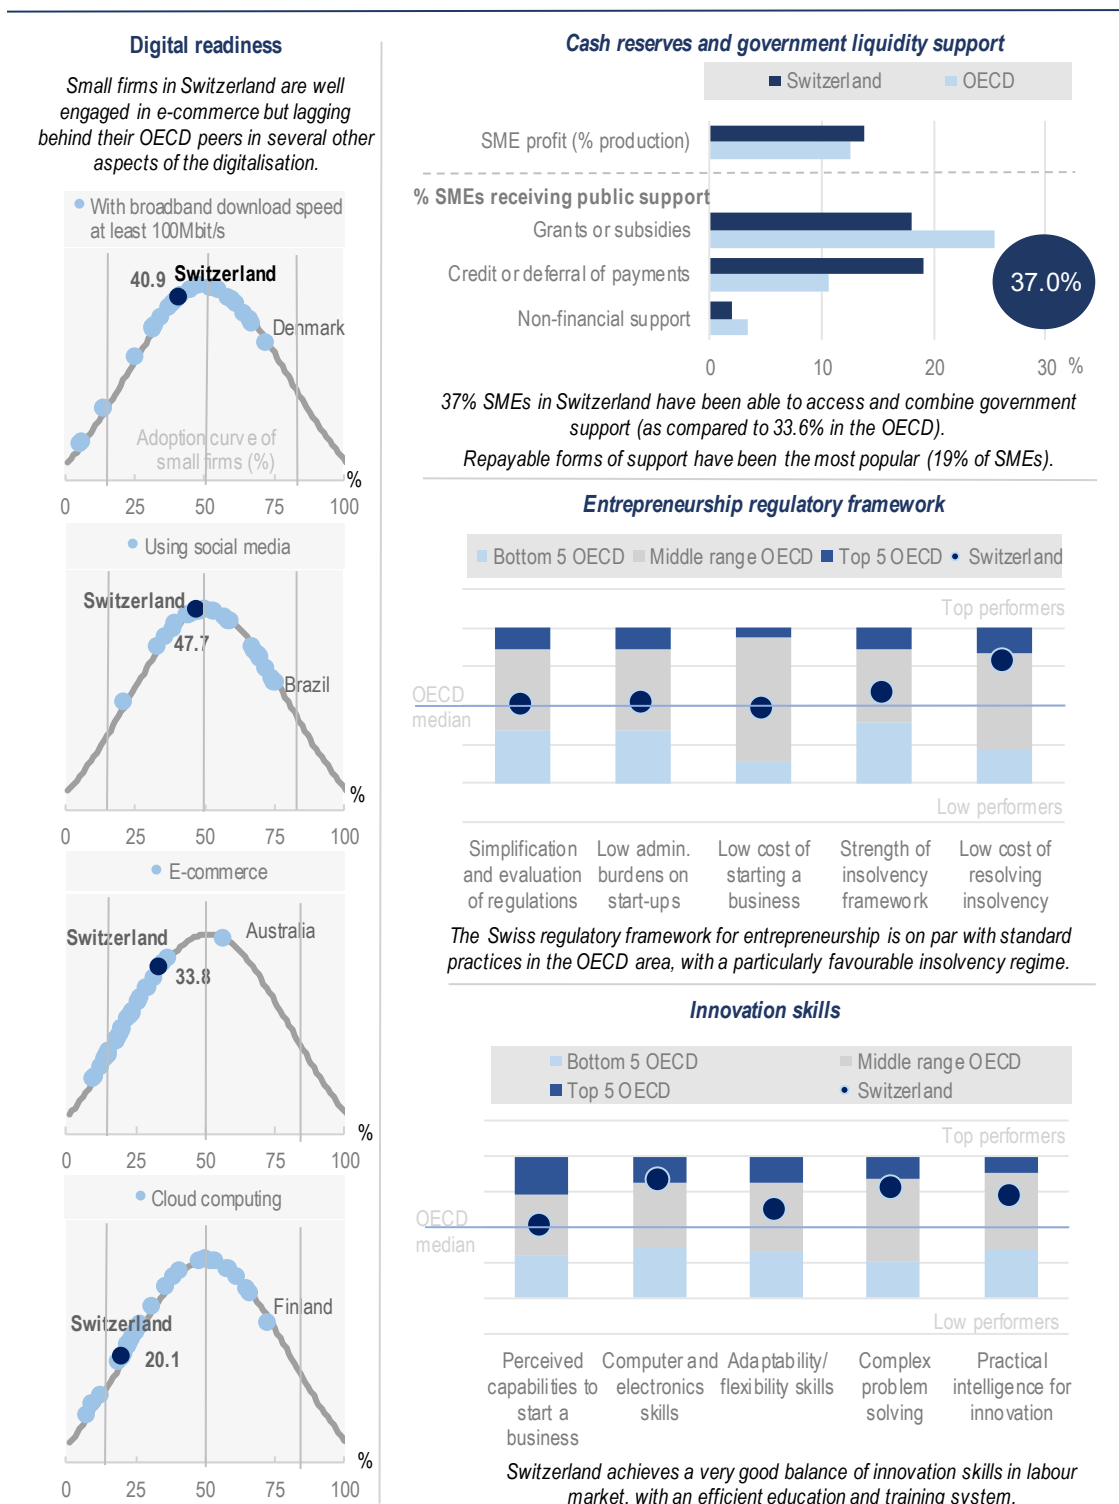 Digital readiness
Small firms in Switzerland are well
engaged in e-commerce but lagging
behind their OECD peers in several other
aspects of the digitalisation.
With broadband download speed
at least 100Mbit/s
40.9
Switzerland
Denmark
Adoption curve of
small firms (%)
%
0 25 50 75 100
Using social media
Switzerland
47.7
Brazil
%
0 25 50 75 100
E-commerce
Switzerland
33.8
Australia
%
0 25 50 75 100
Cloud computing
Switzerland
20.1
Finland
%
0 25 50 75 100
Cash reserves and government liquidity support
Switzerland OECD
SME profit (% production)
% SMEs receiving public support
Grants or subsidies
Credit or deferral of payments
Non-financial support
37.0%
0 10 20 30 %
37% SMEs in Switzerland have been able to access and combine government
support (as compared to 33.6% in the OECD).
Repayable forms of support have been the most popular (19% of SMEs).
Entrepreneurship regulatory framework
Bottom 5 OECD Middle range OECD Top 5 OECD Switzerland
Top performers
OECD
median
Low performers
Simplification
and evaluation
of regulations
Low admin.
burdens on
start-ups
Low cost of
starting a
business
Strength of
insolvency
framework
Low cost of
resolving
insolvency
The Swiss regulatory framework for entrepreneurship is on par with standard
practices in the OECD area, with a particularly favourable insolvency regime.
Innovation skills
Bottom 5 OECD Middle range OECD
Top 5 OECD Switzerland
Top performers
OECD
median
Low performers
Perceived
capabilities to
start a
business
Computer and
electronics
skills
Adaptability/
flexibility skills
Complex
problem
solving
Practical
intelligence for
innovation
Switzerland achieves a very good balance of innovation skills in labour
market, with an efficient education and training system.